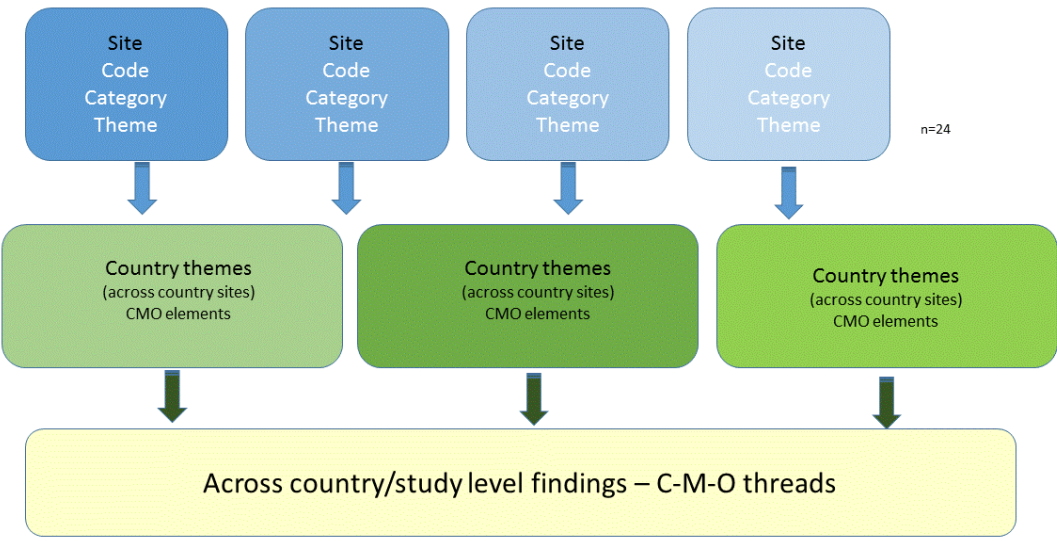 Site
Code
Category
Theme
Site
Code
Category
Theme
Site
Code
Category
Theme
Site
Code
Category
Theme
n=24
Country themes
(across country sites)
CMO elements
Country themes
(across country sites)
CMO elements
Country themes
(across country sites)
CMO elements
Across country/study level findings – C-M-O threads